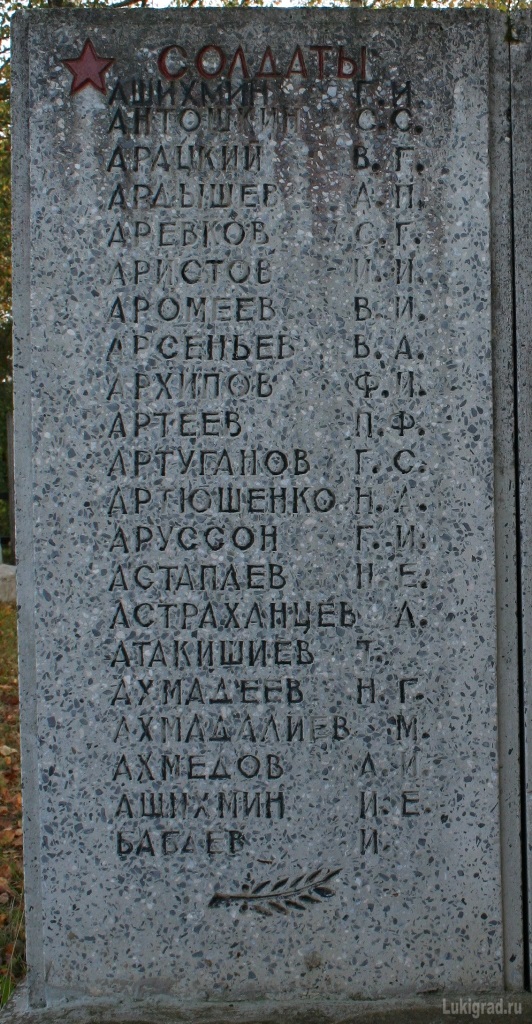 СОЛДАТЫ
АШИХМИН Г. И.
АНТОШКИН С. С.
АРАЦКИЙ В. Г.
АРДЫШЕВ А. П.
АРЕВКОВ С. Г.
АРИСТОВ И. И.
АРОМЕЕВ В. И.
АРСЕНЬЕВ В. А.
АРХИПОВ Ф. И.
АРТЕЕВ П. Ф.
АРТУГАНОВ Г. С.
АРТЮШЕНКО Н. А.
АРУССОН Г. И.
АСТАПАЕВ Н Е.
АСТРАХАНЦЕВ Л.
АТАКИШИЕВ Т.
АУМАДЕЕВ Н. Г.
АХМАДАЛИЕВ М.
АХМЕДОВ А. И
АШИХМИН И. Е.
БАБАЕВ И.
Lukigrad.ru